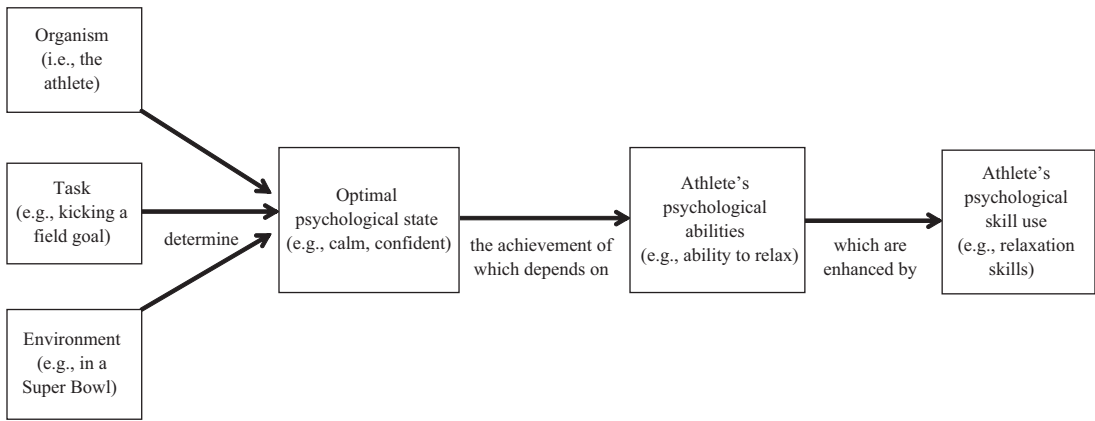 Organism
(i.e., the
athlete)
Task
(e.g., kicking a
field goal)
Environment
(e.g., in a
Super Bowl)
determine
Optimal
psychological state
(e.g., calm, confident)
the achievement of
which depends on
Athlete’s
psychological
abilities
(e.g., ability to relax)
which are
enhanced by
Athlete’s
psychological
skill use
(e.g., relaxation
skills)